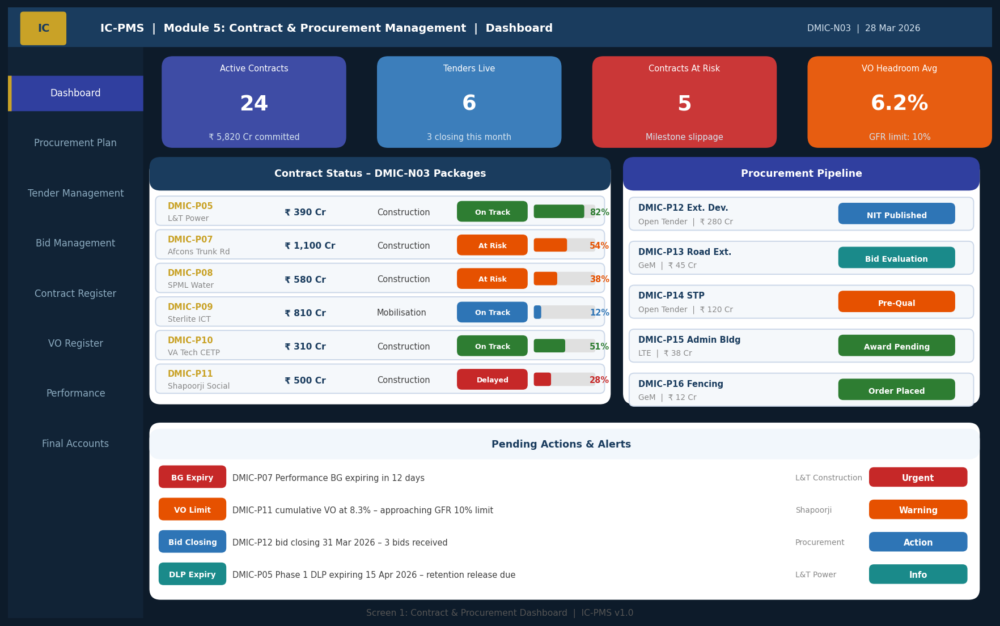 IC
IC-PMS | Module 5: Contract & Procurement Management | Dashboard
DMIC-N03 | 28 Mar 2026
Dashboard
Procurement Plan
Tender Management
Bid Management
Contract Register
VO Register
Performance
Final Accounts
Active Contracts
24
₹ 5,820 Cr committed
Tenders Live
6
3 closing this month
Contracts At Risk
5
Milestone slippage
VO Headroom Avg
6.2%
GFR limit: 10%
Contract Status – DMIC-N03 Packages
DMIC-P05
L&T Power
₹ 390 Cr
Construction
On Track
82%
DMIC-P07
Afcons Trunk Rd
₹ 1,100 Cr
Construction
At Risk
54%
DMIC-P08
SPML Water
₹ 580 Cr
Construction
At Risk
38%
DMIC-P09
Sterlite ICT
₹ 810 Cr
Mobilisation
On Track
12%
DMIC-P10
VA Tech CETP
₹ 310 Cr
Construction
On Track
51%
DMIC-P11
Shapoorji Social
₹ 500 Cr
Construction
Delayed
28%
Procurement Pipeline
DMIC-P12 Ext. Dev.
Open Tender | ₹ 280 Cr
NIT Published
DMIC-P13 Road Ext.
GeM | ₹ 45 Cr
Bid Evaluation
DMIC-P14 STP
Open Tender | ₹ 120 Cr
Pre-Qual
DMIC-P15 Admin Bldg
LTE | ₹ 38 Cr
Award Pending
DMIC-P16 Fencing
GeM | ₹ 12 Cr
Order Placed
Pending Actions & Alerts
BG Expiry
DMIC-P07 Performance BG expiring in 12 days
L&T Construction
Urgent
VO Limit
DMIC-P11 cumulative VO at 8.3% – approaching GFR 10% limit
Shapoorji
Warning
Bid Closing
DMIC-P12 bid closing 31 Mar 2026 – 3 bids received
Procurement
Action
DLP Expiry
DMIC-P05 Phase 1 DLP expiring 15 Apr 2026 – retention release due
L&T Power
Info
Screen 1: Contract & Procurement Dashboard | IC-PMS v1.0